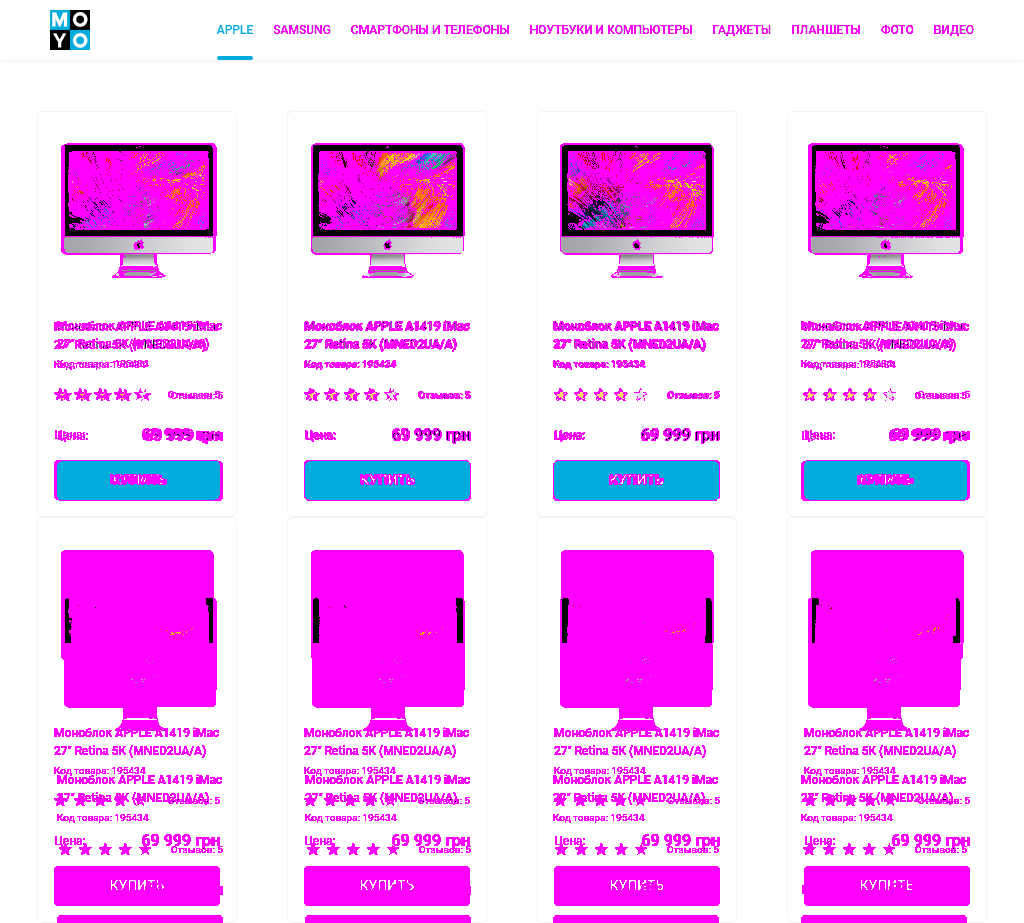 MO
YO
APPLE SAMSUNG СМАРТФОНЫ И ТЕЛЕФОНЫ НОУТБУКИ И КОМПЬЮТЕРЫ ГАДЖЕТЫ ПЛАНШЕТЫ ФОТО ВИДЕО
Моноблок APPLE A1419 iMac Моноблок APPLE A1419 iMac Моноблок APPLE A1419 iMac Моноблок APPLE A1419 iMac
27" Retina 5K (MNED2UA/A) 27" Retina 5K (MNED2UA/A) 27" Retina 5K (MNED2UA/A) 27" Retina 5K (MNED2UA/A)
Код товара: 195434 Код товара: 195434 Код товара: 195434 Код товара: 195434
Отзывов: 5 Отзывов: 5 Отзывов: 5 Отзывов: 5
Цена: 69 999 грн Цена: 69 999 грн Цена: 69 999 грн Цена: 69 999 грн
КУПИТЬ КУПИТЬ КУПИТЬ КУПИТЬ
Моноблок APPLE A1419 iMac Моноблок APPLE A1419 iMac Моноблок APPLE A1419 iMac Моноблок APPLE A1419 iMac
27" Retina 5K (MNED2UA/A) 27" Retina 5K (MNED2UA/A) 27" Retina 5K (MNED2UA/A) 27" Retina 5K (MNED2UA/A)
Код товара: 195434 Код товара: 195434 Код товара: 195434 Код товара: 195434
Моноблок APPLE A1419 iMac Моноблок APPLE A1419 iMac Моноблок APPLE A1419 iMac Моноблок APPLE A1419 iMac
27" Retina 5K (MNED2UA/A) 27" Retina 5K (MNED2UA/A) 27" Retina 5K (MNED2UA/A) 27" Retina 5K (MNED2UA/A)
Отзывов: 5 Отзывов: 5 Отзывов: 5 Отзывов: 5
Код товара: 195434 Код товара: 195434 Код товара: 195434 Код товара: 195434
Цена: 69 999 грн Цена: 69 999 грн Цена: 69 999 грн Цена: 69 999 грн
Отзывов: 5 Отзывов: 5 Отзывов: 5 Отзывов: 5
КУПИТЬ КУПИТЬ КУПИТЬ КУПИТЬ